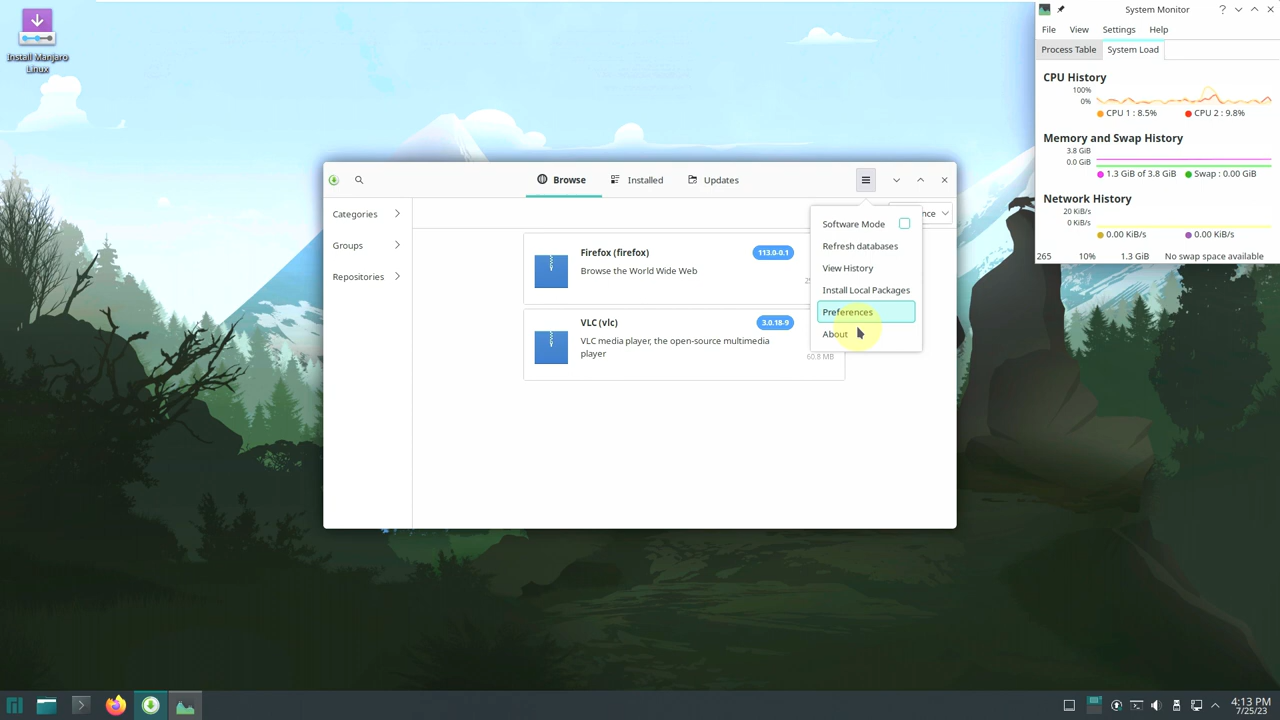 Install Manjaro
Linux
System Monitor
File View Settings Help
Process Table System Load
CPU History
100%
0%
CPU 1 : 8.5% CPU 2 : 9.8%
Memory and Swap History
3.8 GiB
0.0 GiB
1.3 GiB of 3.8 GiB Swap : 0.00 GiB
Network History
20 KiB/s
0 KiB/s
0.00 KiB/s 0.00 KiB/s
265 10% 1.3 GiB No swap space available
Browse Installed Updates
Categories
Groups
Repositories
Firefox (firefox) 113.0-0.1
Browse the World Wide Web
VLC (vlc) 3.0.18-9
VLC media player, the open-source multimedia
player
60.8 MB
Software Mode
Refresh databases
View History
Install Local Packages
Preferences
About
4:13 PM
7/25/23